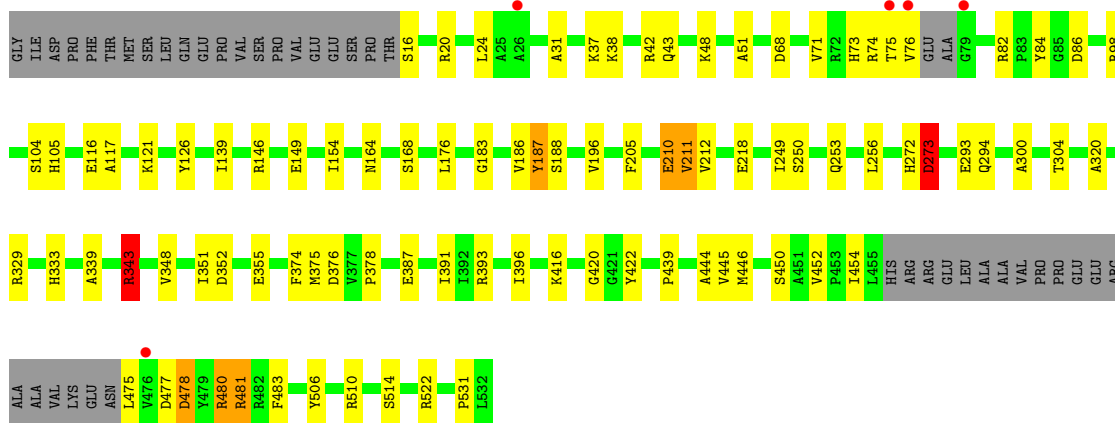 GLY ILE ASP PRO PHE THR MET SER LEU GLN GLU PRO VAL SER PRO VAL GLU GLU SER PRO THR S16 R20 L24 A25 A26 A31 K37 K38 R42 Q43 K48 A51 D68 V71 R72 H73 R74 T75 V76 GLU ALA G79 R82 P83 Y84 G85 D86
S104 H105 E116 A117 K121 Y126 I139 R146 E149 I154 N164 S168 L176 G183 V186 Y187 S188 V196 F205 E210 V211 V212 E218 I249 S250 Q253 L256 H272 D273 E293 Q294 A300 T304 A320
R329 H333 A339 R343 V348 I351 D352 E355 F374 M375 D376 V377 P378 E387 I391 I392 R393 I396 K416 G420 G421 Y422 P439 A444 V445 M446 S450 A451 V452 P453 I454 L455 HIS ARG ARG GLU LEU ALA ALA VAL PRO PRO GLU GLU ARG
ALA ALA VAL LYS GLU ASN L475 V476 D477 D478 Y479 R480 R481 R482 F483 Y506 R510 S514 R522 P531 L532